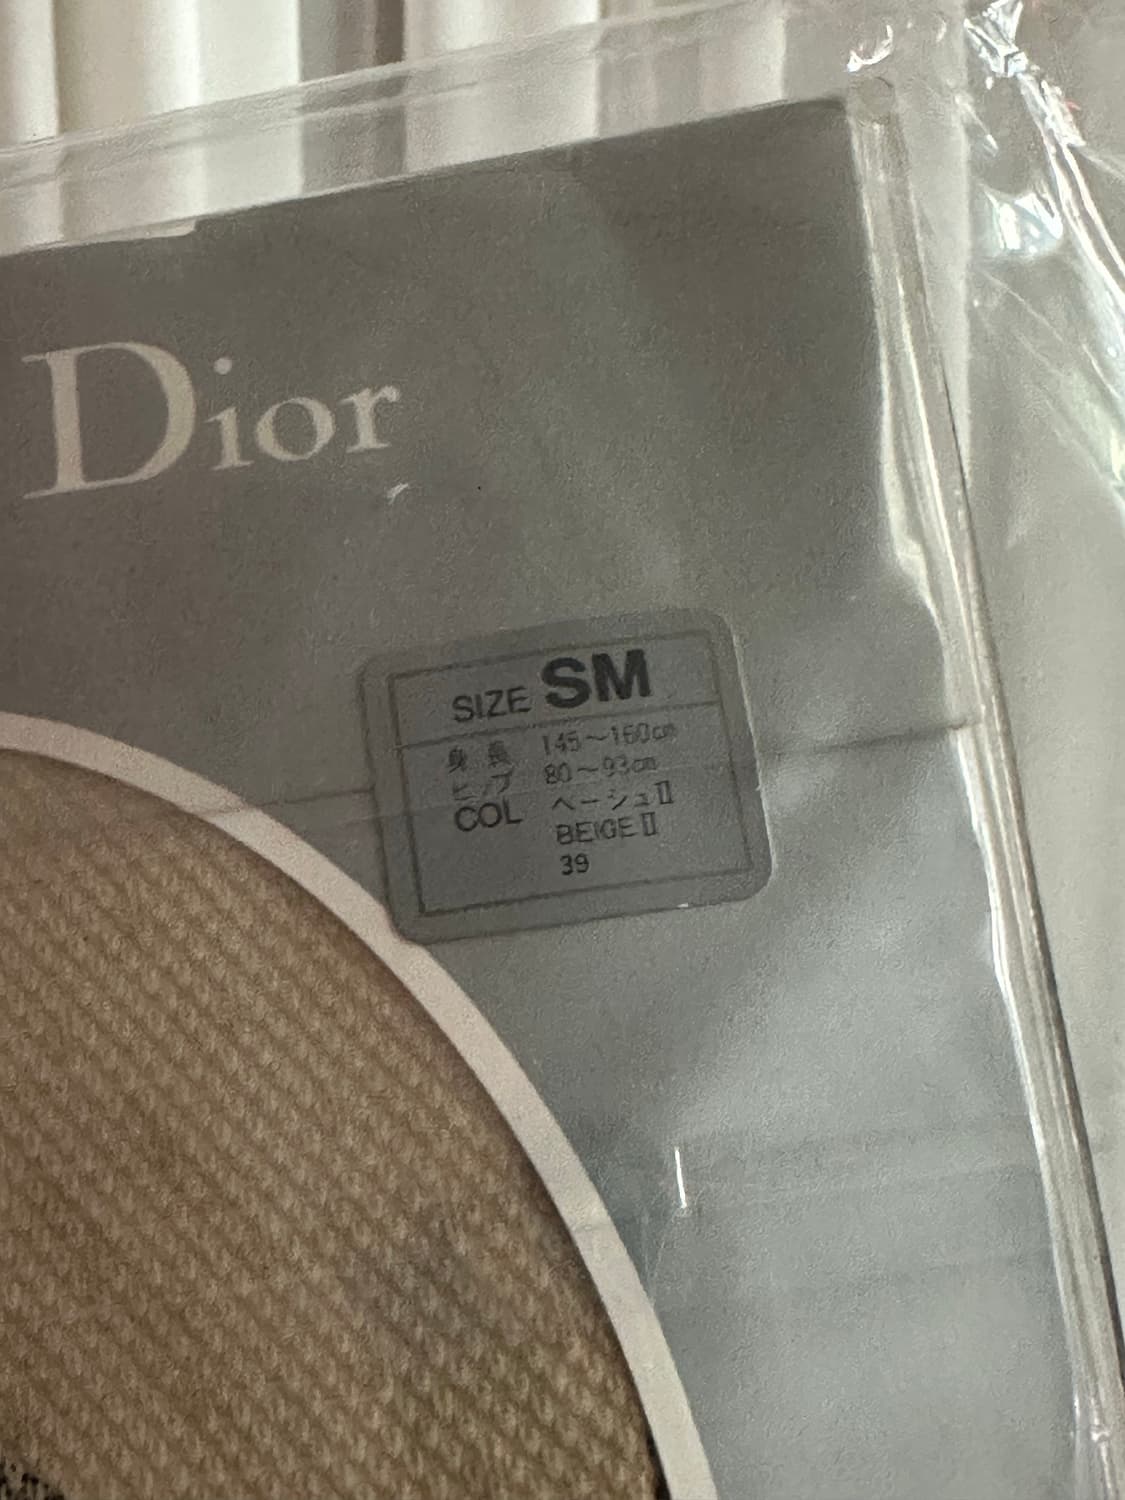 Dior
SIZE SM
身長 145～160cm
ヒップ 80～93cm
COL ベージュⅡ
BEIGEⅡ
39